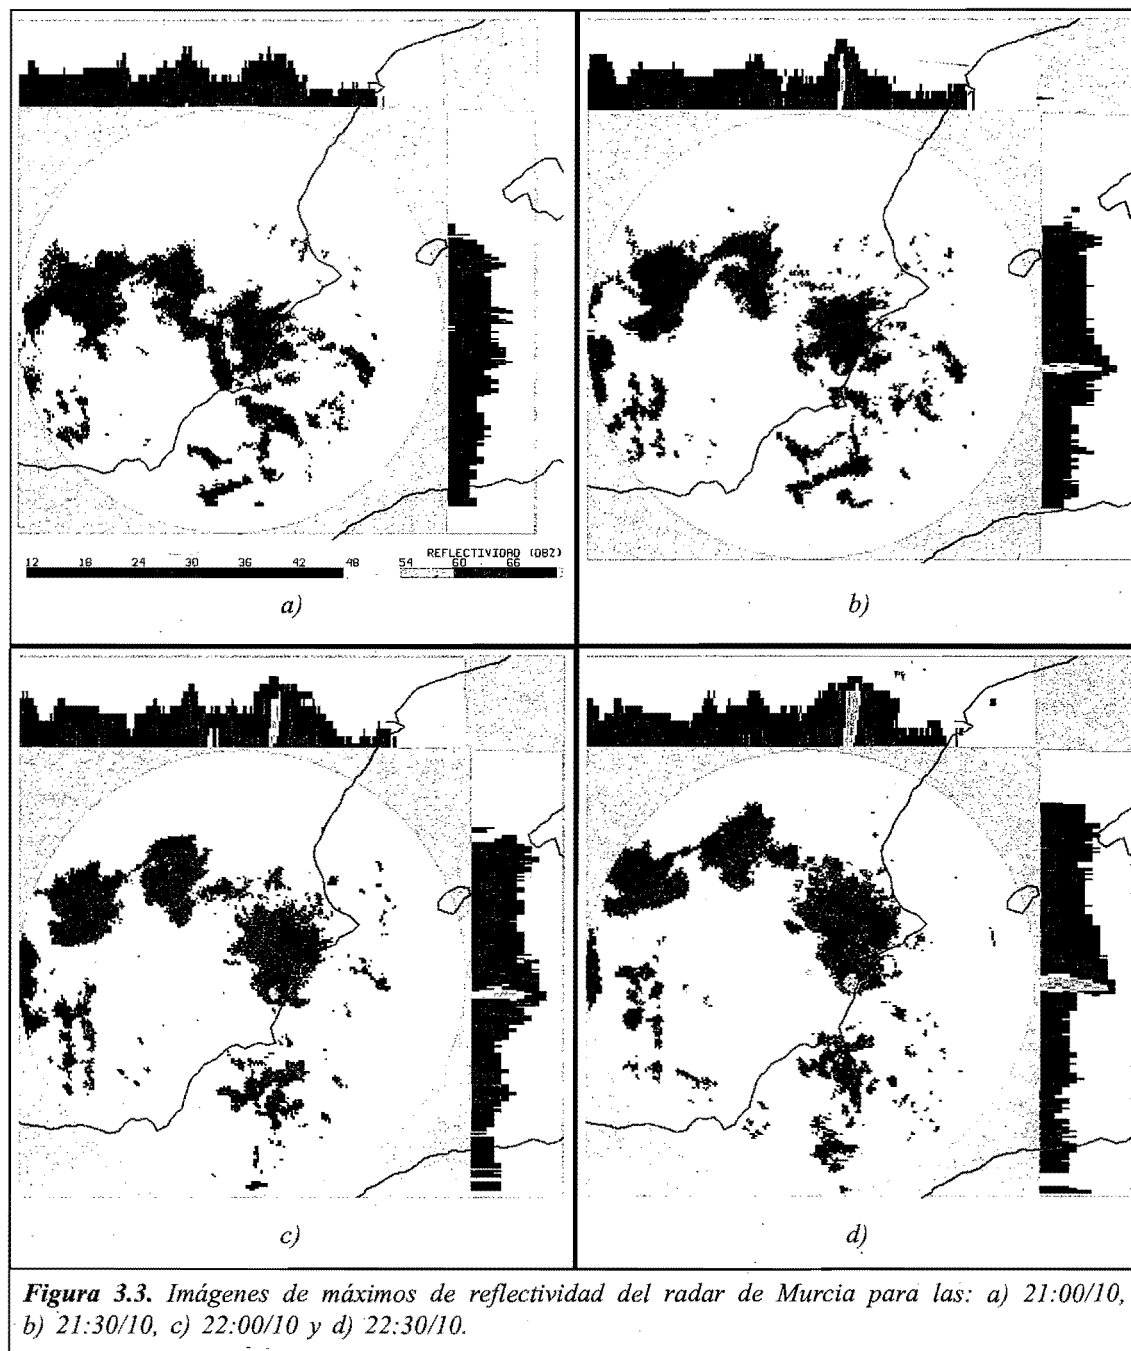 REFLECTIVIDAD (DBZ)
12 18 24 30 36 42 48 54 60 66
a)
b)
c)
d)
Figura 3.3. Imágenes de máximos de reflectividad del radar de Murcia para las: a) 21:00/10,
b) 21:30/10, c) 22:00/10 y d) 22:30/10.